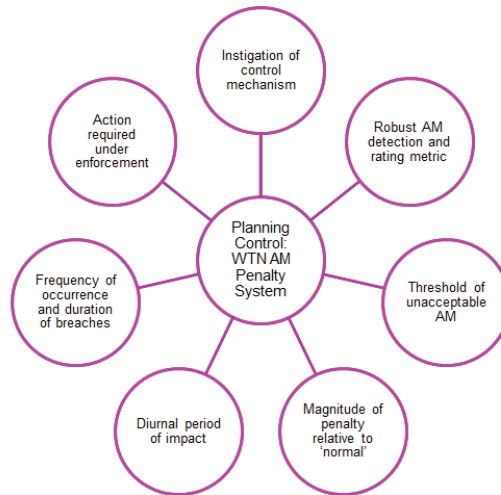 Instigation of
control
mechanism
Robust AM
detection and
rating metric
Threshold of
unacceptable
AM
Magnitude of
penalty
relative to
‘normal’
Diurnal period
of impact
Frequency of
occurrence
and duration
of breaches
Action
required
under
enforcement
Planning
Control:
WTN AM
Penalty
System